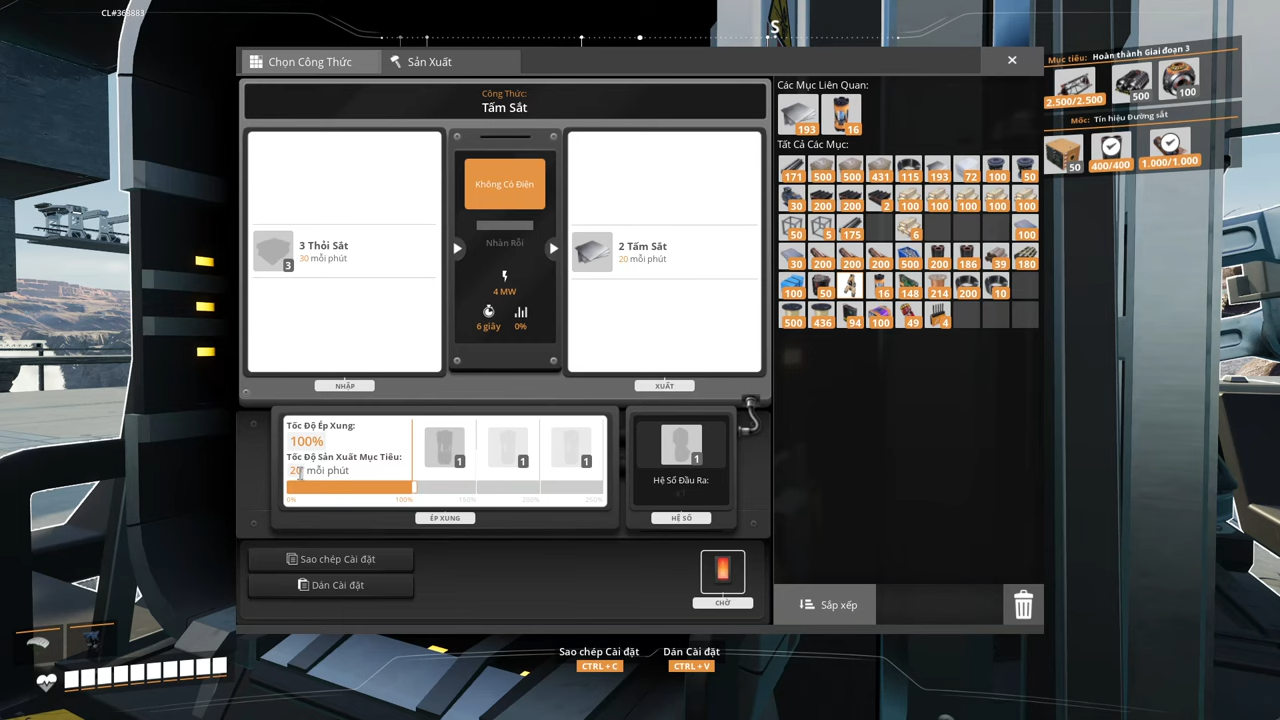 CL#368883
S
Chọn Công Thức
Sản Xuất
Công Thức:
Tấm Sắt
3 Thỏi Sắt
30 mỗi phút
3
Không Có Điện
Nhàn Rỗi
4 MW
6 giây
0%
2 Tấm Sắt
20 mỗi phút
NHẬP
XUẤT
Tốc Độ Ép Xung:
100%
Tốc Độ Sản Xuất Mục Tiêu:
20 mỗi phút
0% 100% 150% 200% 250%
1 1 1
ÉP XUNG
1
Hệ Số Đầu Ra:
x1
HỆ SỐ
Sao chép Cài đặt
Dán Cài đặt
CHỜ
Các Mục Liên Quan:
193 16
Tất Cả Các Mục:
171 500 500 431 115 193 72 100 50
30 200 200 2 100 100 100 100 100
50 5 175 6 100
30 200 200 200 500 200 186 39 180
100 50 16 148 214 200 10
500 436 94 100 49 4
Sắp xếp
Mục tiêu: Hoàn thành Giai đoạn 3
2.500/2.500 500 100
Mốc: Tín hiệu Đường sắt
50 400/400 1.000/1.000
Sao chép Cài đặt
CTRL + C
Dán Cài đặt
CTRL + V